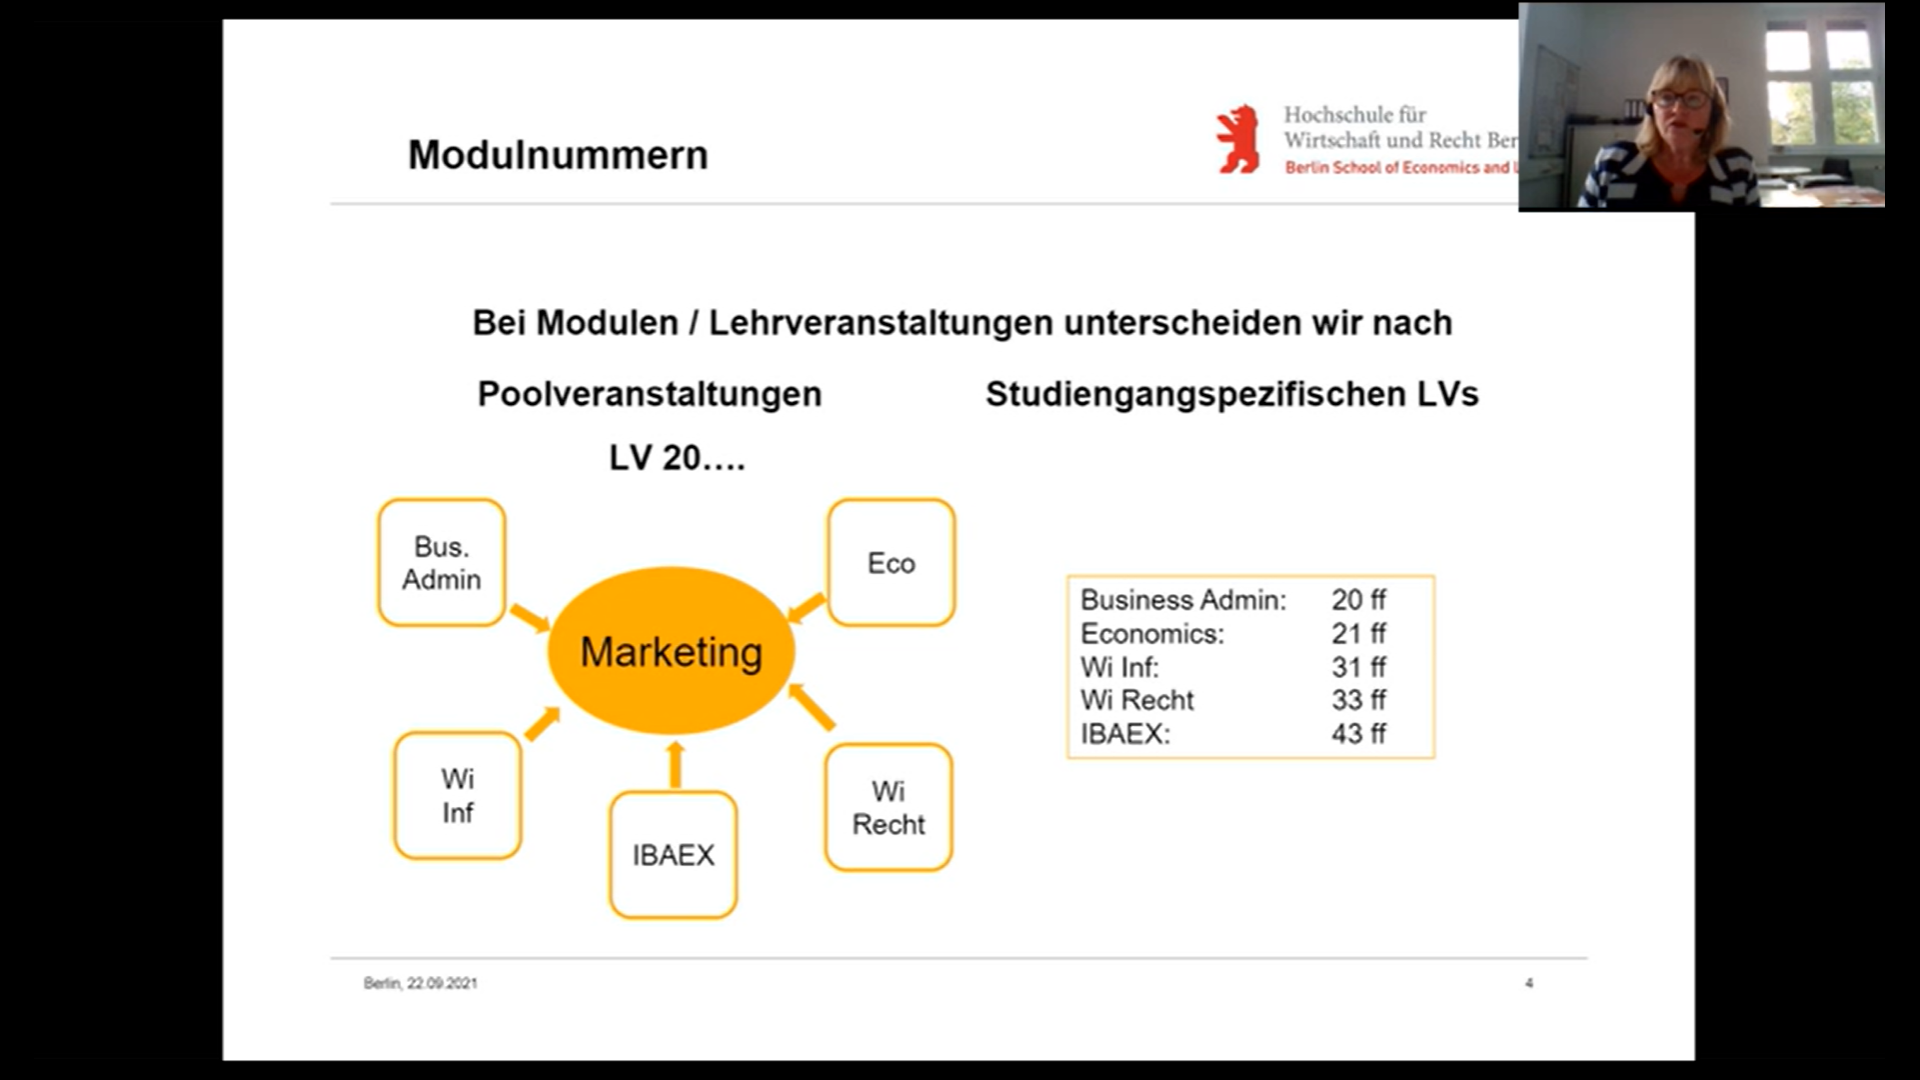 Modulnummern
Hochschule für
Wirtschaft und Recht Ber
Berlin School of Economics and L
Bei Modulen / Lehrveranstaltungen unterscheiden wir nach
Poolveranstaltungen
Studiengangspezifischen LVs
LV 20….
Bus.
Admin
Eco
Marketing
Wi
Inf
IBAEX
Wi
Recht
Business Admin: 20 ff
Economics: 21 ff
Wi Inf: 31 ff
Wi Recht 33 ff
IBAEX: 43 ff
Berlin, 22.09.2021
4